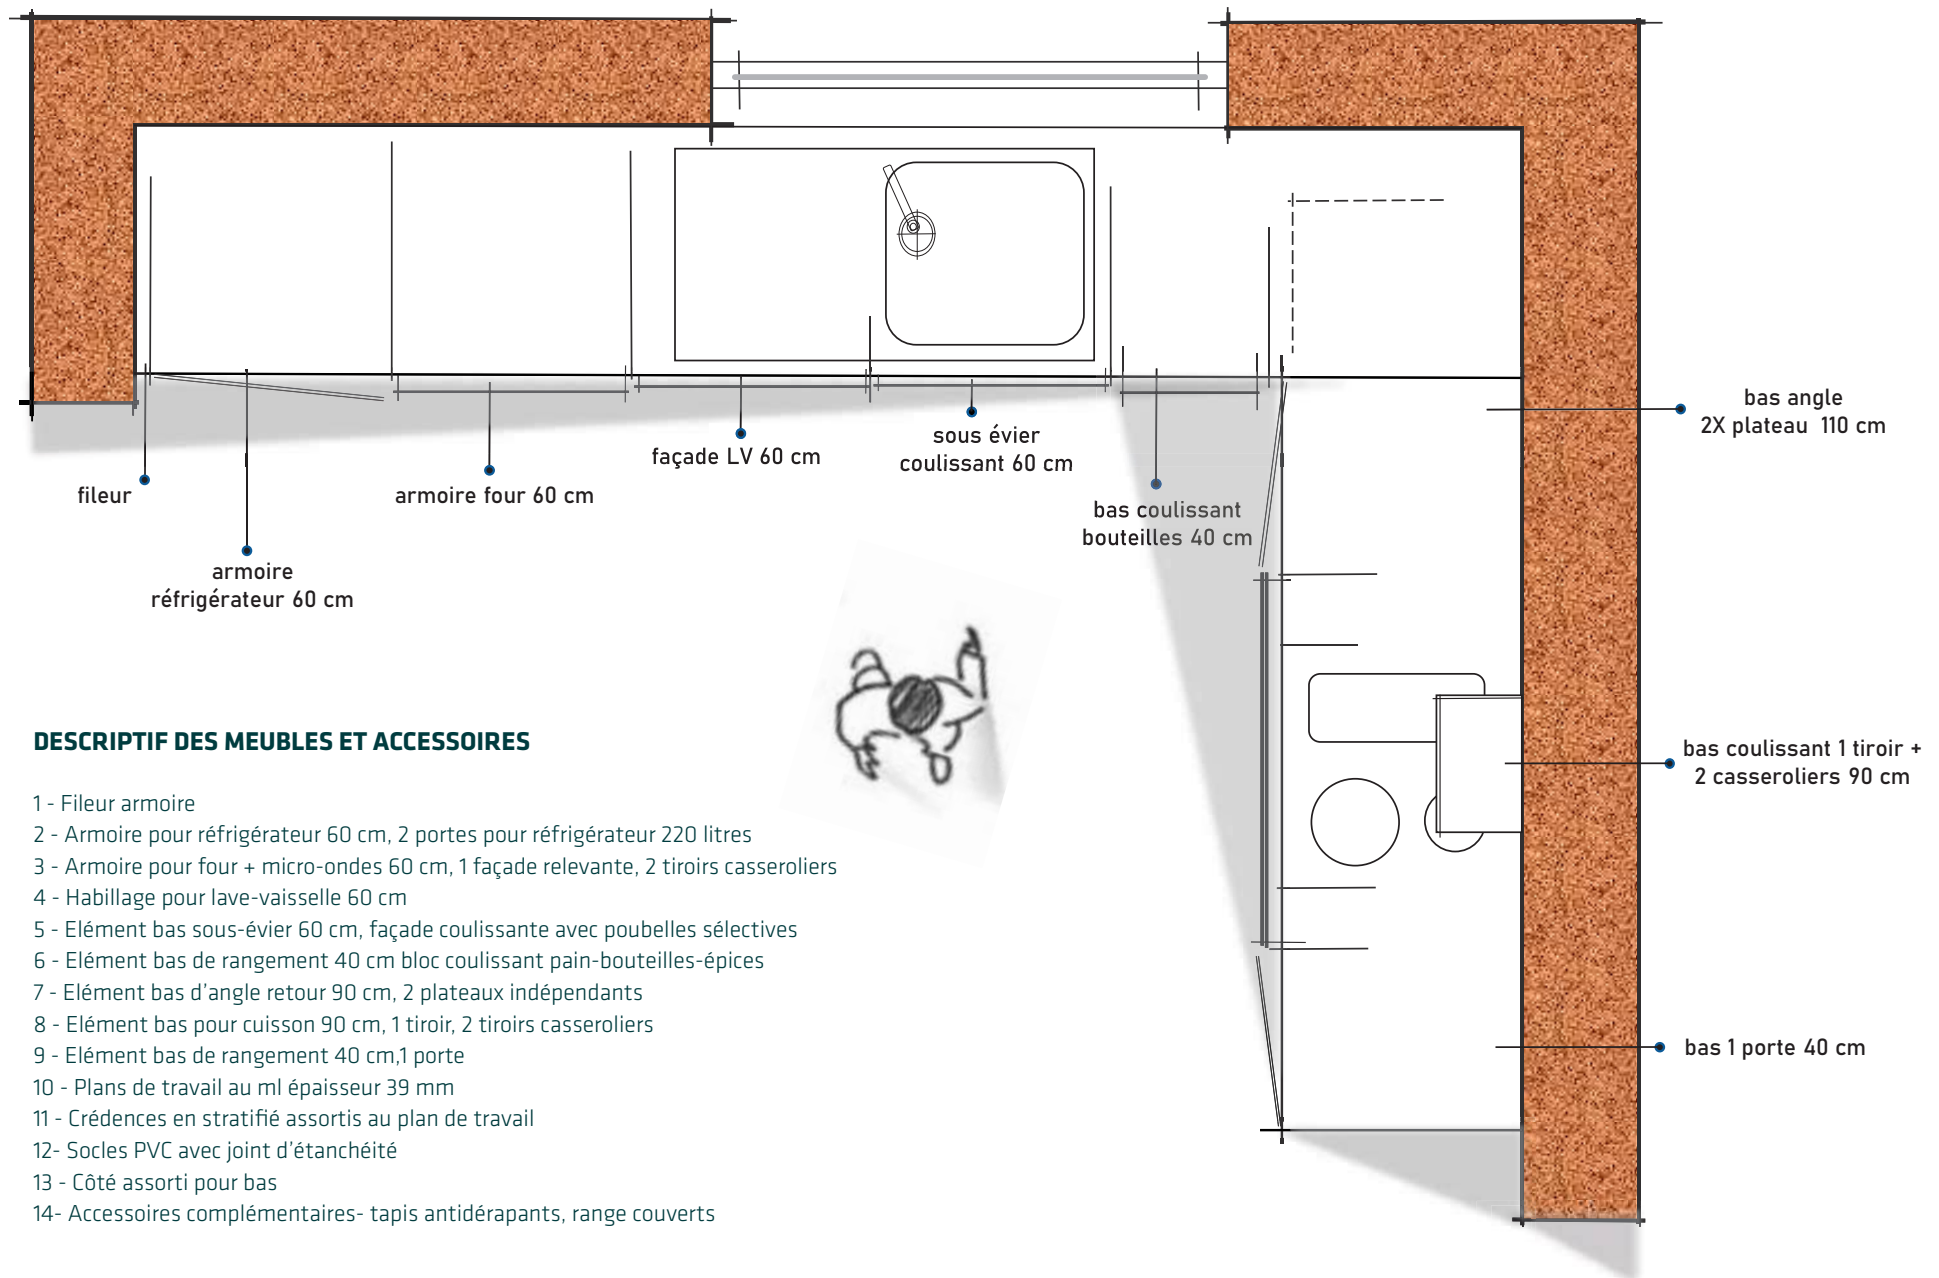 bas angle
2X plateau  110 cm
sous évier
coulissant 60 cm
façade LV 60 cm
fileur
armoire four 60 cm
bas coulissant
bouteilles 40 cm
armoire
réfrigérateur 60 cm
bas coulissant 1 tiroir +
2 casseroliers 90 cm
bas 1 porte 40 cm
DESCRIPTIF DES MEUBLES ET ACCESSOIRES
1 - Fileur armoire
2 - Armoire pour réfrigérateur 60 cm, 2 portes pour réfrigérateur 220 litres
3 - Armoire pour four + micro-ondes 60 cm, 1 façade relevante, 2 tiroirs casseroliers
4 - Habillage pour lave-vaisselle 60 cm
5 - Elément bas sous-évier 60 cm, façade coulissante avec poubelles sélectives
6 - Elément bas de rangement 40 cm bloc coulissant pain-bouteilles-épices
7 - Elément bas d’angle retour 90 cm, 2 plateaux indépendants
8 - Elément bas pour cuisson 90 cm, 1 tiroir, 2 tiroirs casseroliers
9 - Elément bas de rangement 40 cm,1 porte
10 - Plans de travail au ml épaisseur 39 mm
11 - Crédences en stratifié assortis au plan de travail
12- Socles PVC avec joint d’étanchéité
13 - Côté assorti pour bas
14- Accessoires complémentaires- tapis antidérapants, range couverts